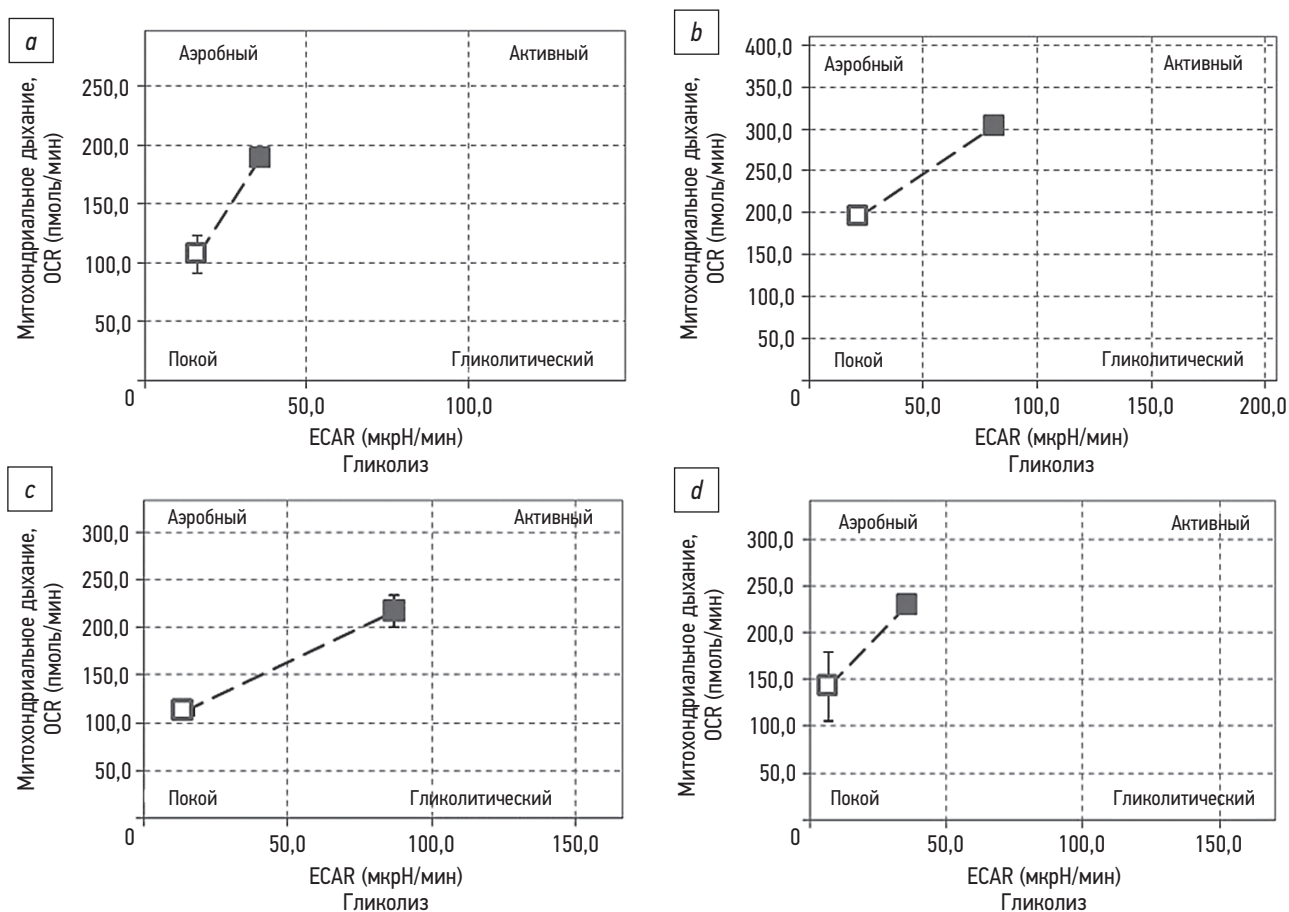 a
Аэробный
Активный
Митохондриальное дыхание,
OCR (пмоль/мин)
250,0
200,0
150,0
100,0
50,0
Покой
Гликолитический
0
50,0
100,0
ECAR (мкрН/мин)
Гликолиз
b
400,0
Аэробный
Активный
Митохондриальное дыхание,
OCR (пмоль/мин)
350,0
300,0
250,0
200,0
150,0
100,0
50,0
Покой
Гликолитический
0
50,0
100,0
150,0
200,0
ECAR (мкрН/мин)
Гликолиз
c
Аэробный
Активный
Митохондриальное дыхание,
OCR (пмоль/мин)
300,0
250,0
200,0
150,0
100,0
50,0
Покой
Гликолитический
0
50,0
100,0
150,0
ECAR (мкрН/мин)
Гликолиз
d
Аэробный
Активный
Митохондриальное дыхание,
OCR (пмоль/мин)
300,0
250,0
200,0
150,0
100,0
50,0
Покой
Гликолитический
0
50,0
100,0
150,0
ECAR (мкрН/мин)
Гликолиз